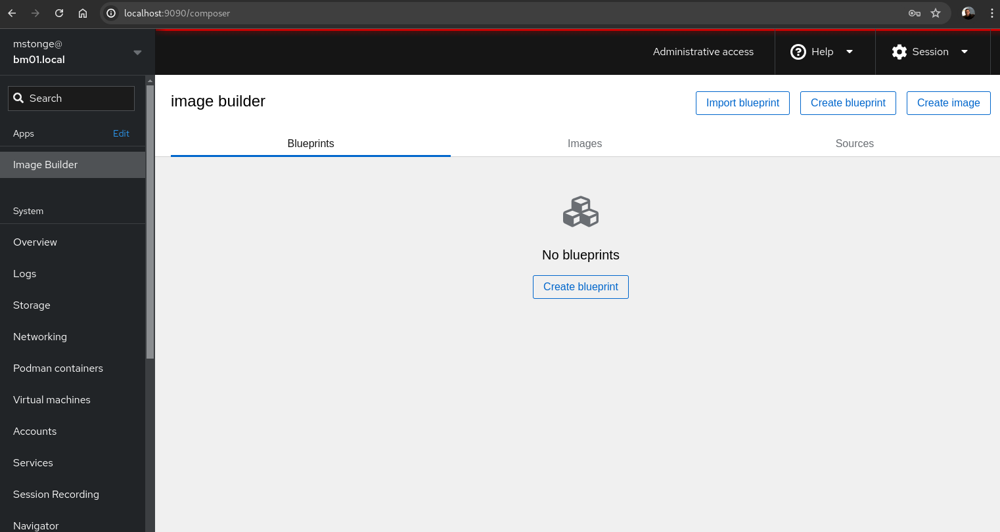 localhost:9090/composer
mstonge@
bm01.local
Administrative access
Help
Session
Search
Apps
Edit
Image Builder
System
Overview
Logs
Storage
Networking
Podman containers
Virtual machines
Accounts
Services
Session Recording
Navigator
image builder
Import blueprint
Create blueprint
Create image
Blueprints
Images
Sources
No blueprints
Create blueprint